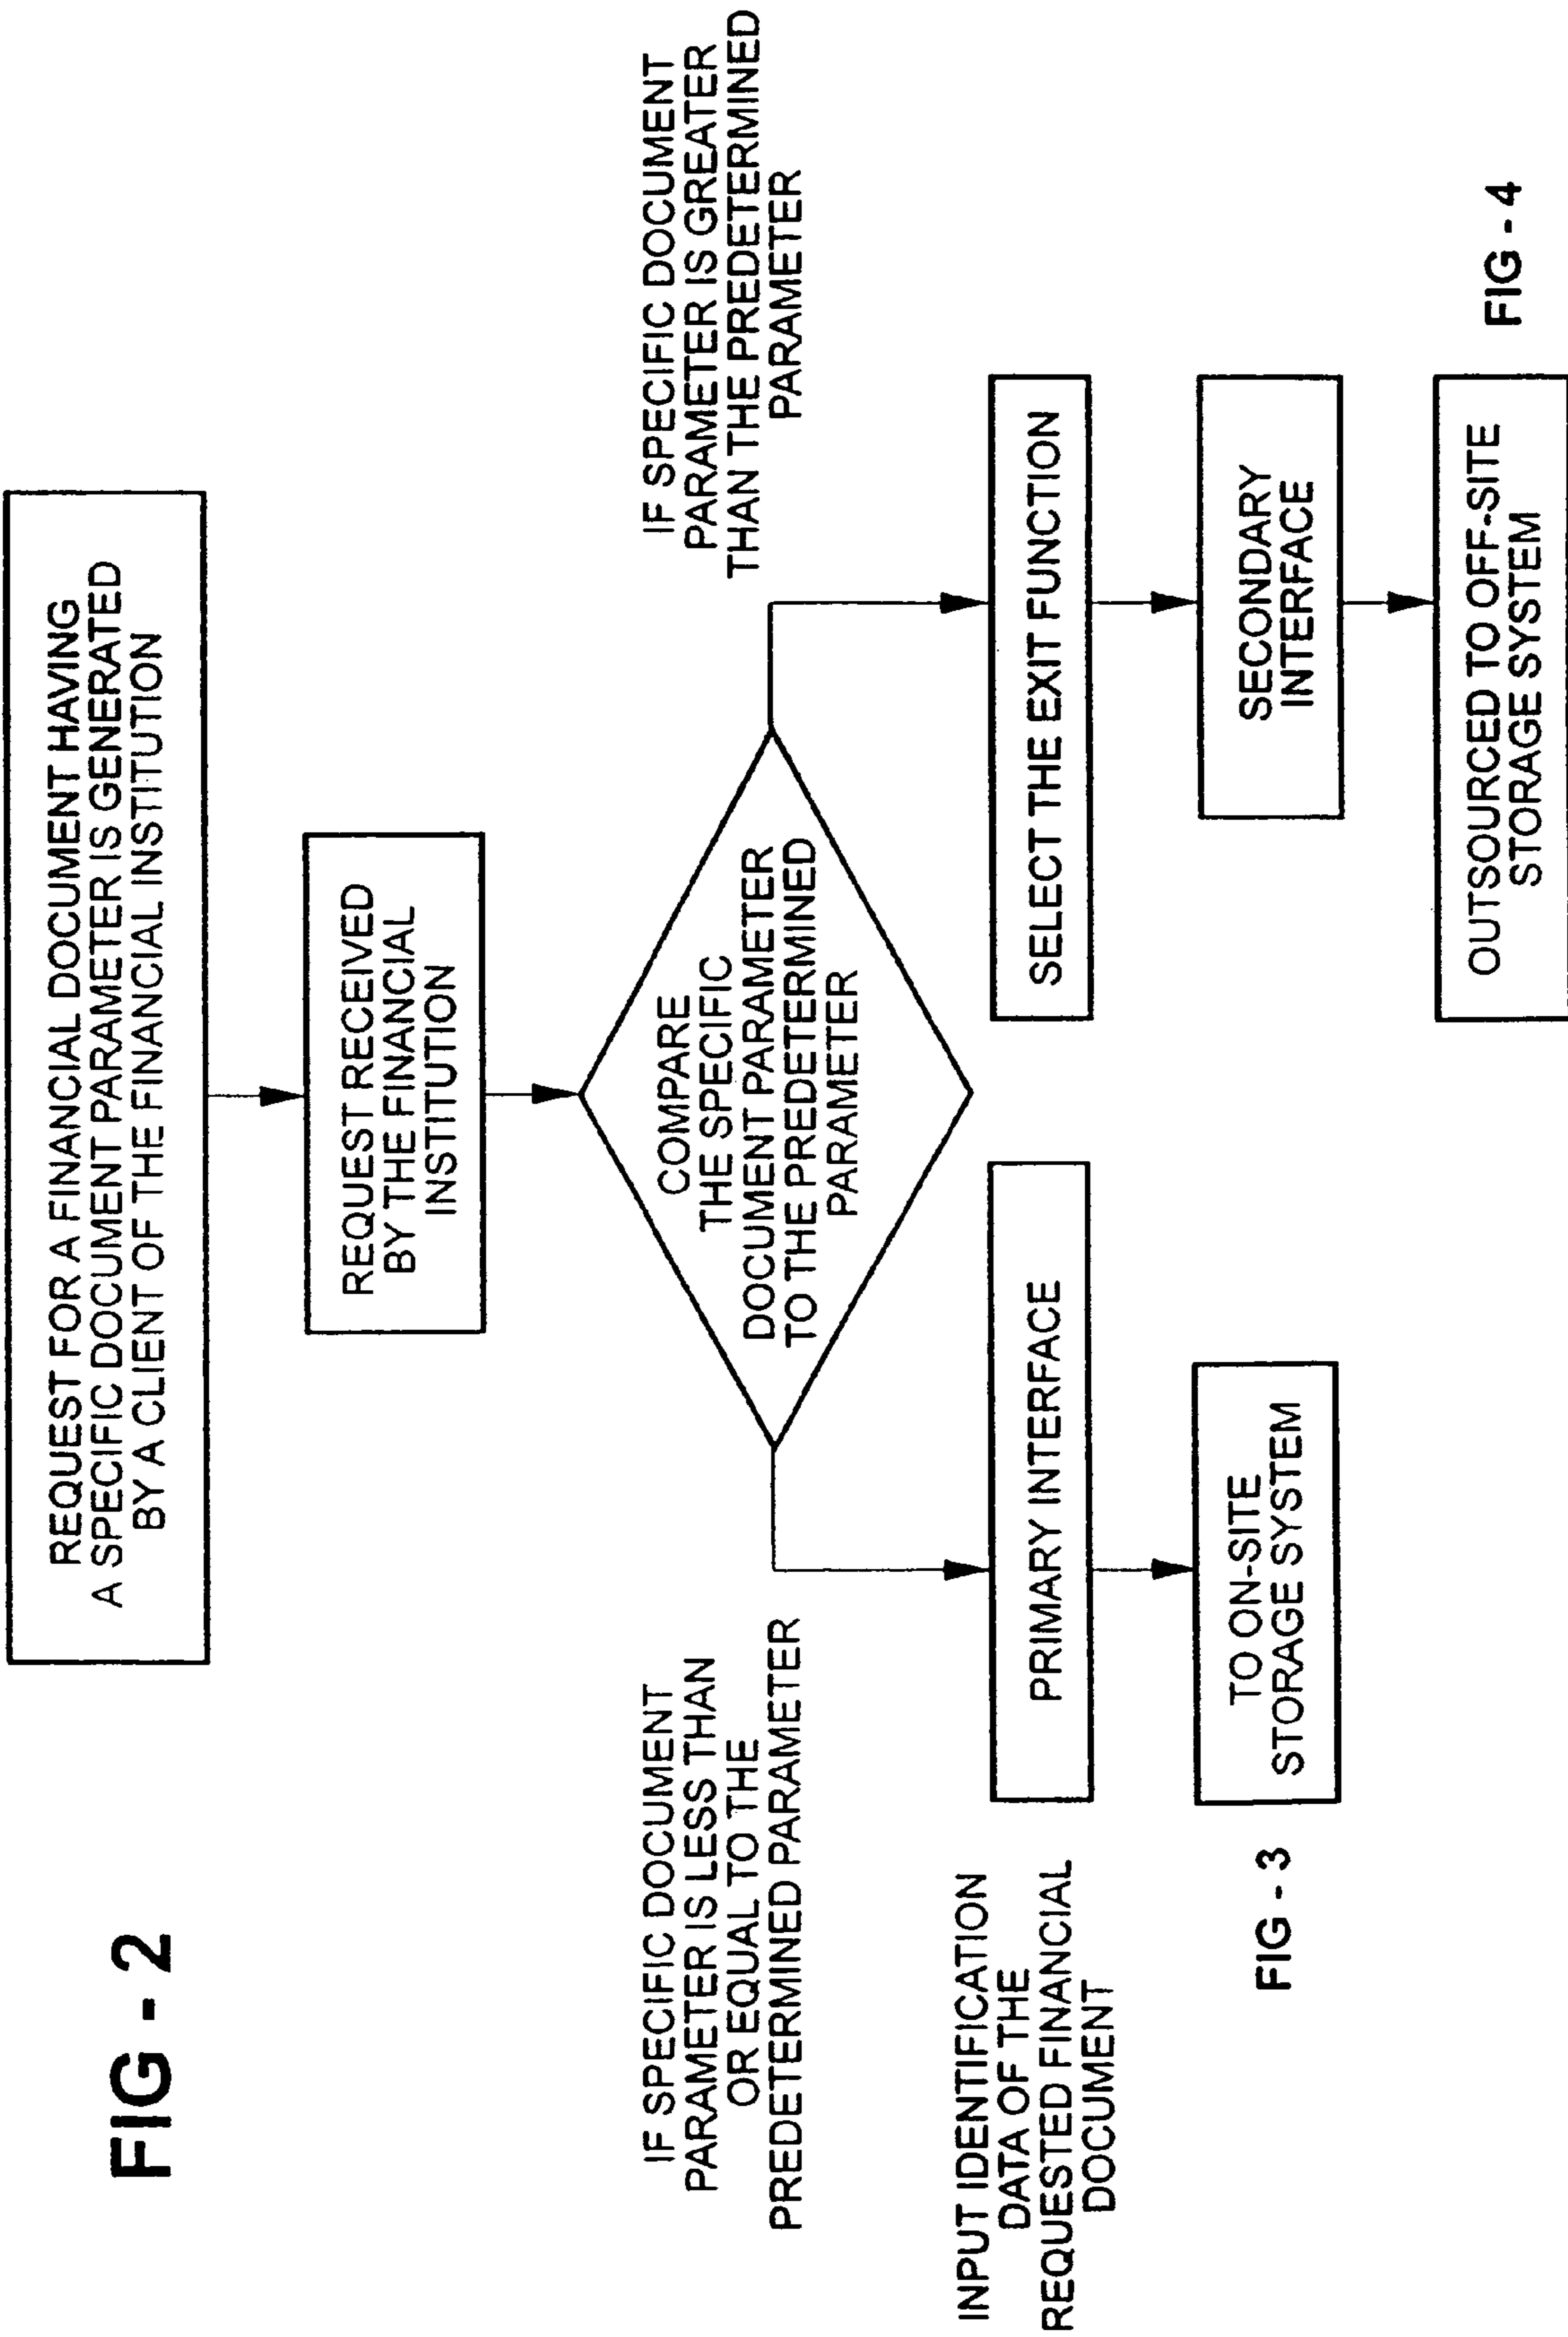 FIG - 2
REQUEST FOR A FINANCIAL DOCUMENT HAVING
A SPECIFIC DOCUMENT PARAMETER IS GENERATED
BY A CLIENT OF THE FINANCIAL INSTITUTION
REQUEST RECEIVED
BY THE FINANCIAL
INSTITUTION
COMPARE
THE SPECIFIC
DOCUMENT PARAMETER
TO THE PREDETERMINED
PARAMETER
IF SPECIFIC DOCUMENT
PARAMETER IS LESS THAN
OR EQUAL TO THE
PREDETERMINED PARAMETER
IF SPECIFIC DOCUMENT
PARAMETER IS GREATER
THAN THE PREDETERMINED
PARAMETER
INPUT IDENTIFICATION
DATA OF THE
REQUESTED FINANCIAL
DOCUMENT
PRIMARY INTERFACE
SELECT THE EXIT FUNCTION
TO ON-SITE
STORAGE SYSTEM
FIG - 3
SECONDARY
INTERFACE
OUTSOURCED TO OFF-SITE
STORAGE SYSTEM
FIG - 4